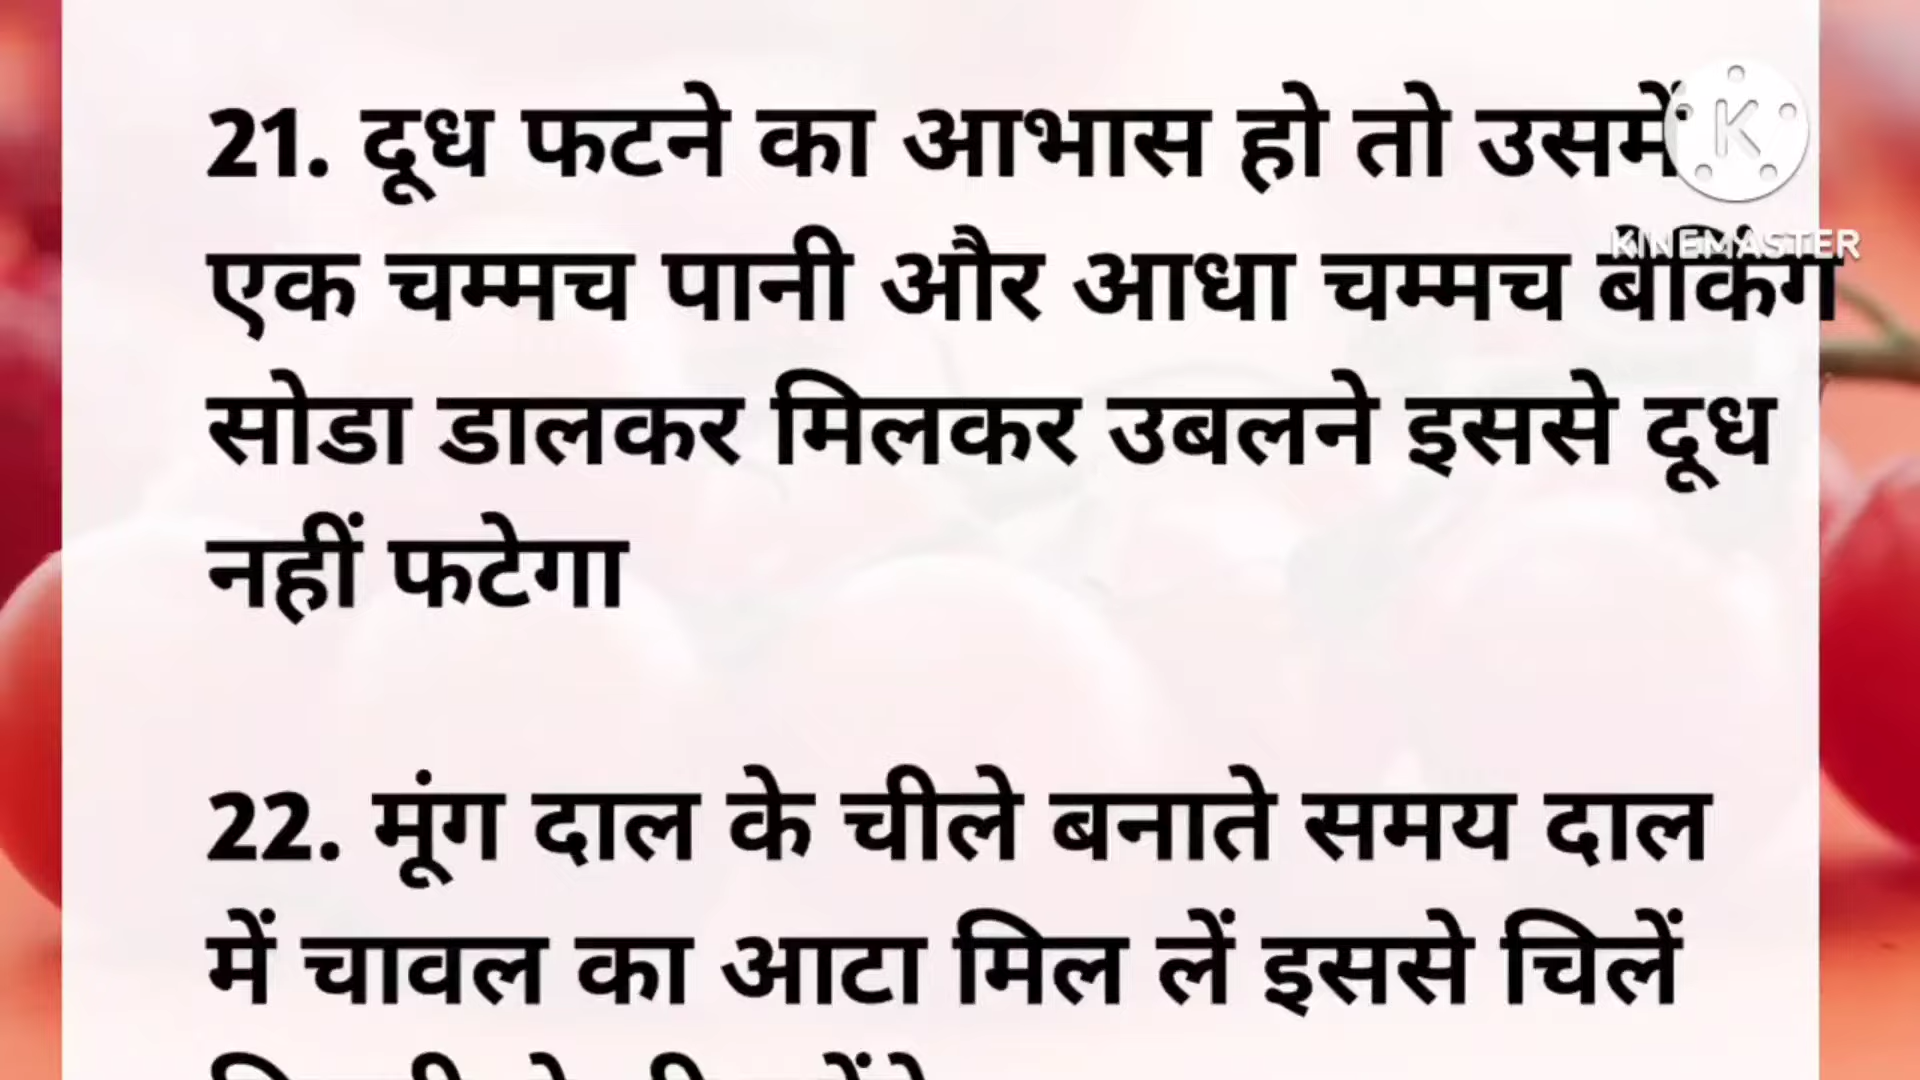 21. दूध फटने का आभास हो तो उसमें
एक चम्मच पानी और आधा चम्मच बेकिंग
सोडा डालकर मिलकर उबलने इससे दूध
नहीं फटेगा
22. मूंग दाल के चीले बनाते समय दाल
में चावल का आटा मिल लें इससे चिलें
KINEMASTER